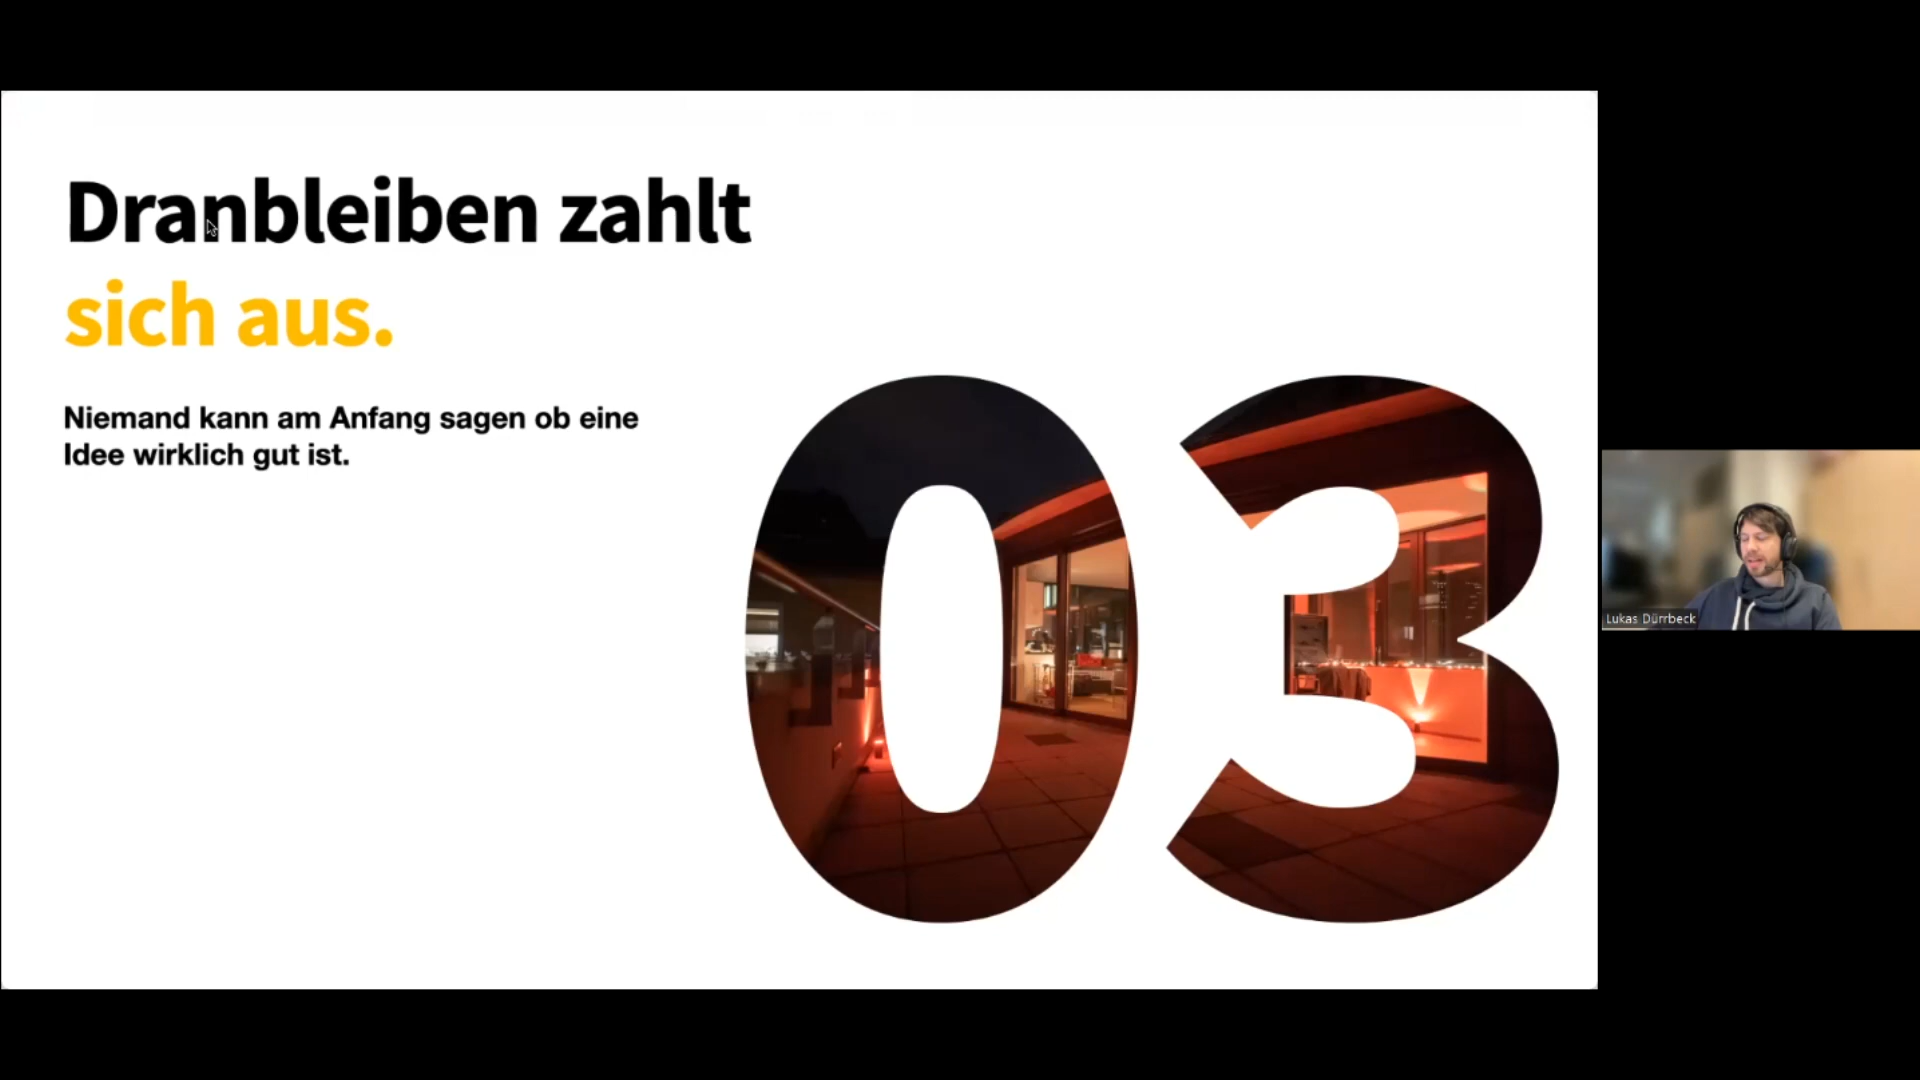 Dranbleiben zahlt
sich aus.
Niemand kann am Anfang sagen ob eine
Idee wirklich gut ist.
03
Lukas Dürrbeck